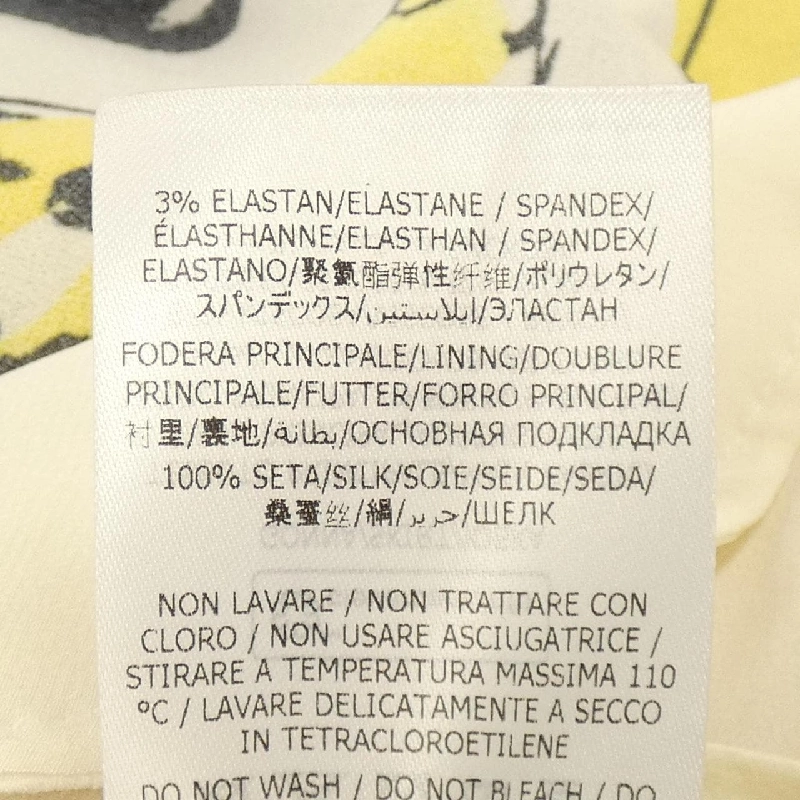 3% ELASTAN/ELASTANE / SPANDEX/
ÉLASTHANNE/ELASTHAN / SPANDEX/
ELASTANO/聚氨酯弹性纤维/ポリウレタン/
スパンデックス/إيلاستين/ЭЛАСТАН
FODERA PRINCIPALE/LINING/DOUBLURE
PRINCIPALE/FUTTER/FORRO PRINCIPAL/
衬里/裏地/بطانة/ОСНОВНАЯ ПОДКЛАДКА
100% SETA/SILK/SOIE/SEIDE/SEDA/
桑蚕丝/絹/حرير/ШЕЛК
NON LAVARE / NON TRATTARE CON
CLORO / NON USARE ASCIUGATRICE /
STIRARE A TEMPERATURA MASSIMA 110
°C / LAVARE DELICATAMENTE A SECCO
IN TETRACLOROETILENE
DO NOT WASH / DO NOT BLEACH / DO